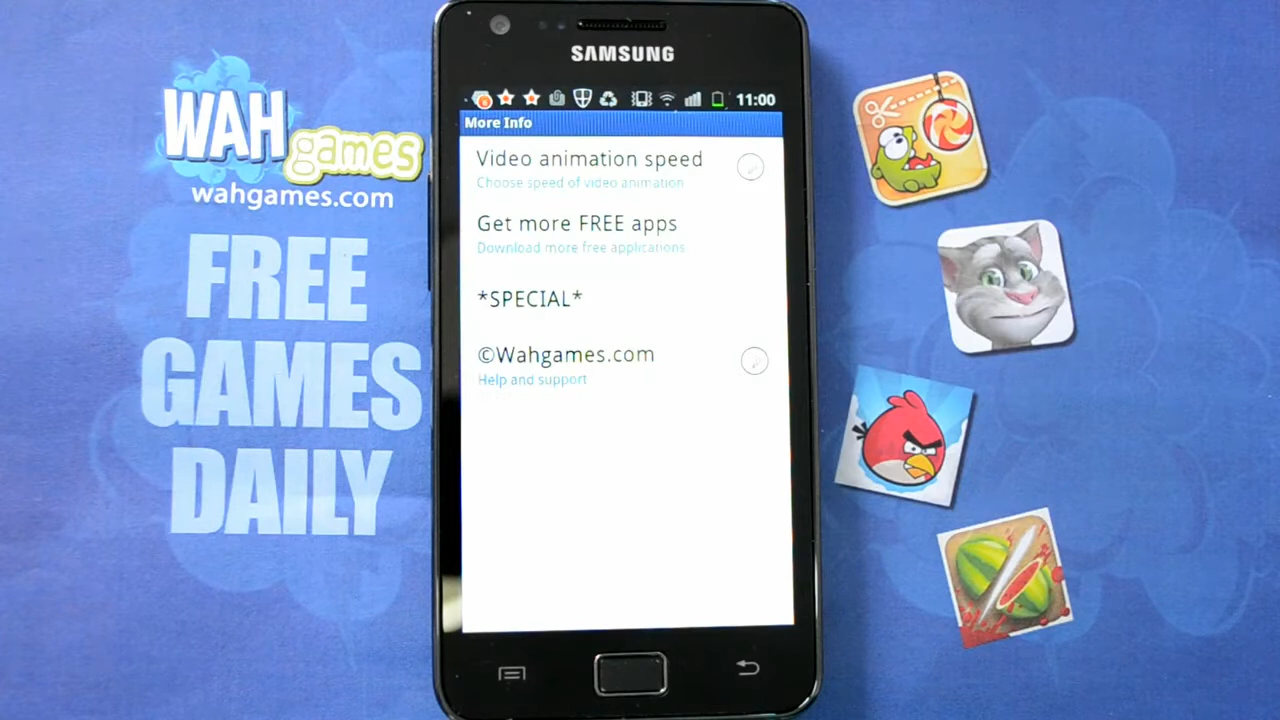 WAH
games
wahgames.com
FREE
GAMES
DAILY
SAMSUNG
11:00
More Info
Video animation speed
Choose speed of video animation
Get more FREE apps
Download more free applications
*SPECIAL*
©Wahgames.com
Help and support